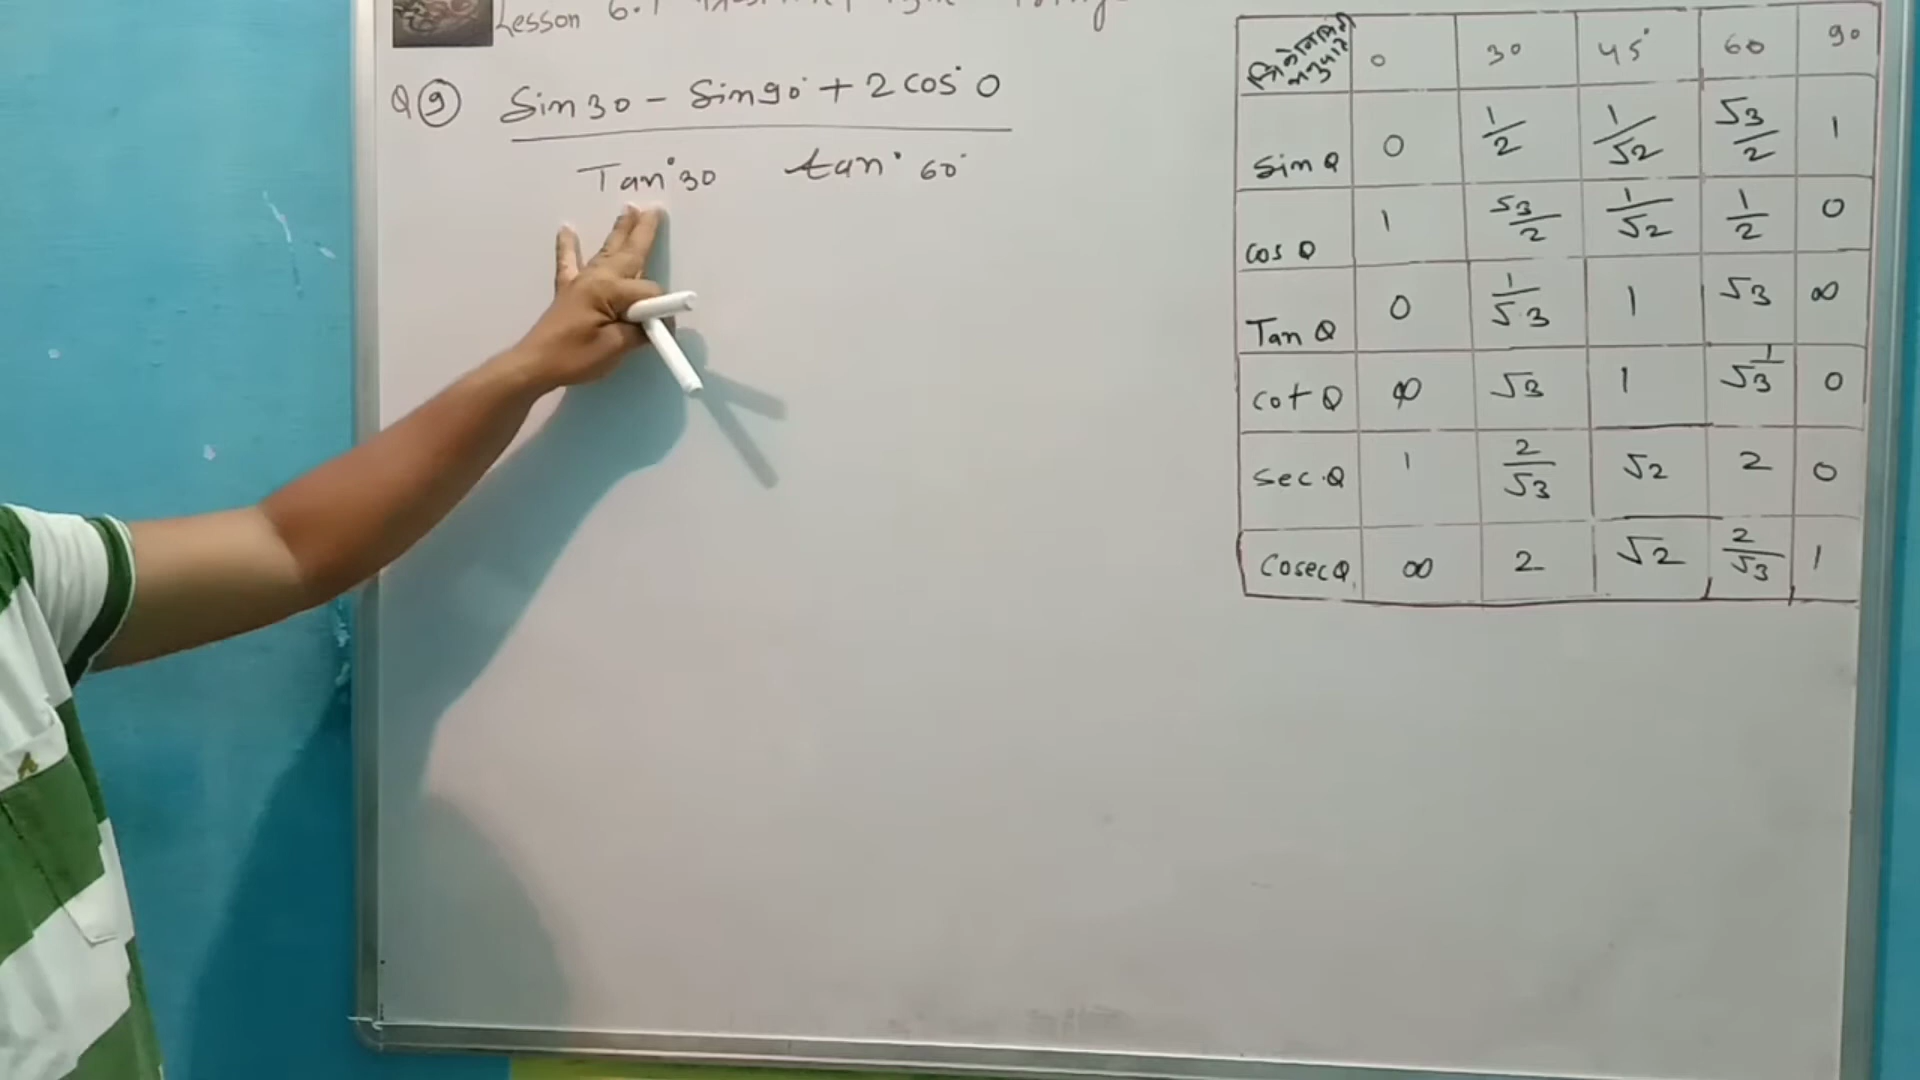 Lesson 6.1
Q 9 Sin 30 - Sin 90° + 2 cos° 0
Tan° 30 tan° 60°
0 30 45° 60 90
Sin θ 0 1/2 1/√2 √3/2 1
cos θ 1 √3/2 1/√2 1/2 0
Tan θ 0 1/√3 1 √3 ∞
cot θ ∞ √3 1 1/√3 0
sec.θ 1 2/√3 √2 2 0
Cosec θ ∞ 2 √2 2/√3 1